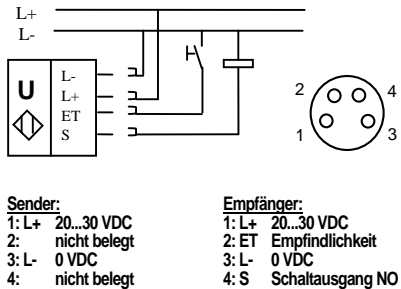 L+
L-
U
L-
L+
ET
S
2
4
1
3
Sender:
1: L+ 20...30 VDC
2: nicht belegt
3: L- 0 VDC
4: nicht belegt
Empfänger:
1: L+ 20...30 VDC
2: ET Empfindlichkeit
3: L- 0 VDC
4: S Schaltausgang NO